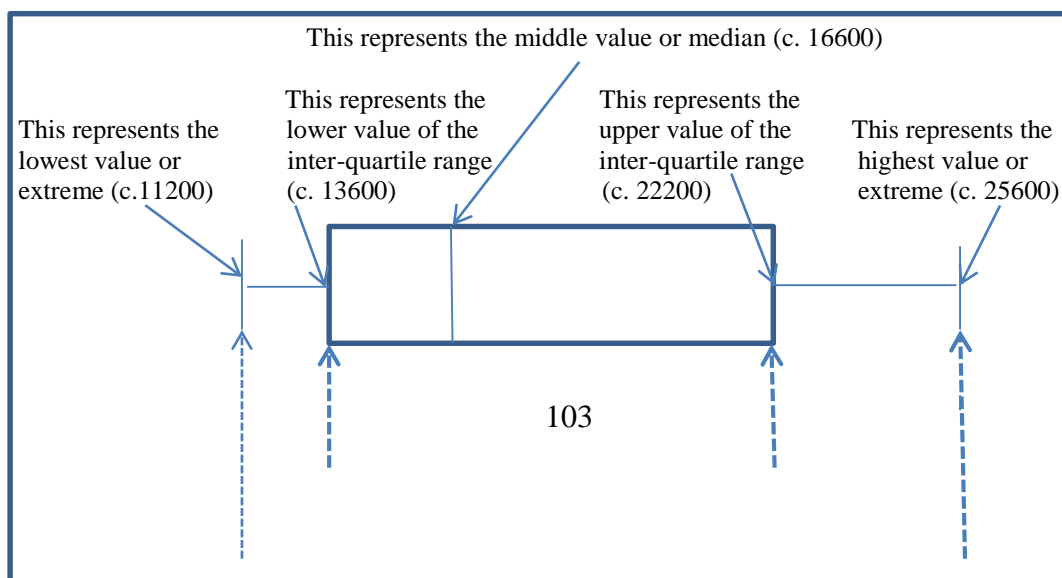 This represents the middle value or median (c. 16600)
This represents the
lowest value or
extreme (c.11200)
This represents the
lower value of the
inter-quartile range
(c. 13600)
This represents the
upper value of the
inter-quartile range
(c. 22200)
This represents the
highest value or
extreme (c. 25600)
103